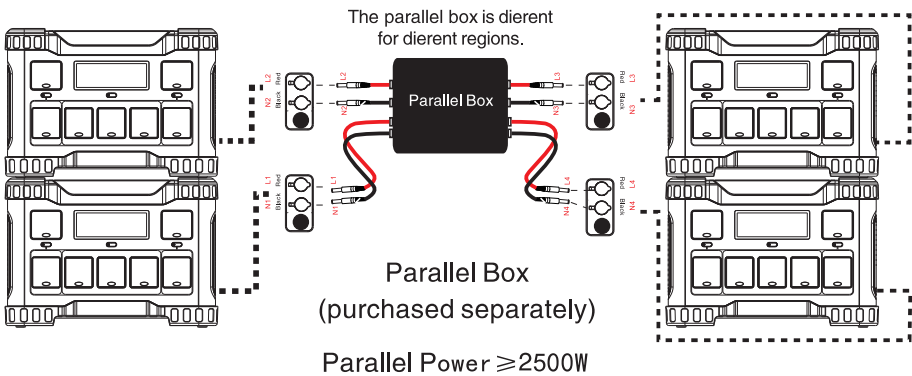 The parallel box is dierent
for dierent regions.
L2 Red
N2 Black
L2
N2
Parallel Box
L3
N3
Red L3
Black N3
L1 Red
N1 Black
L1
N1
L4
N4
Red L4
Black N4
Parallel Box
(purchased separately)
Parallel Power ≥2500W